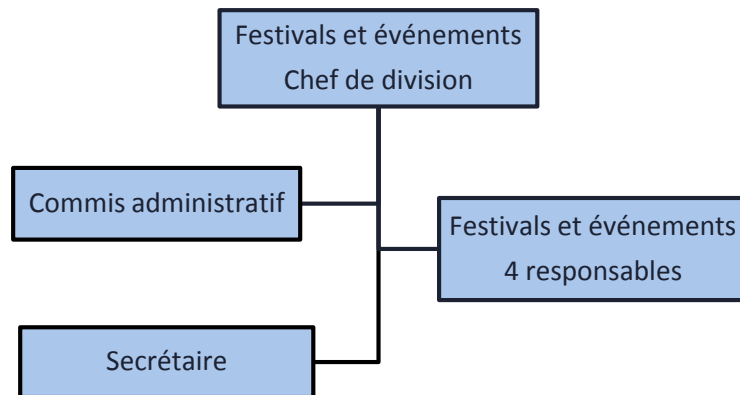 Festivals et événements
Chef de division
Commis administratif
Festivals et événements
4 responsables
Secrétaire